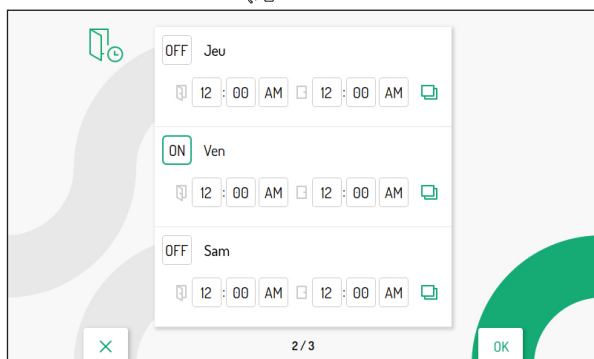 OFF Jeu
12 : 00 AM 12 : 00 AM
ON Ven
12 : 00 AM 12 : 00 AM
OFF Sam
12 : 00 AM 12 : 00 AM
2 / 3
OK